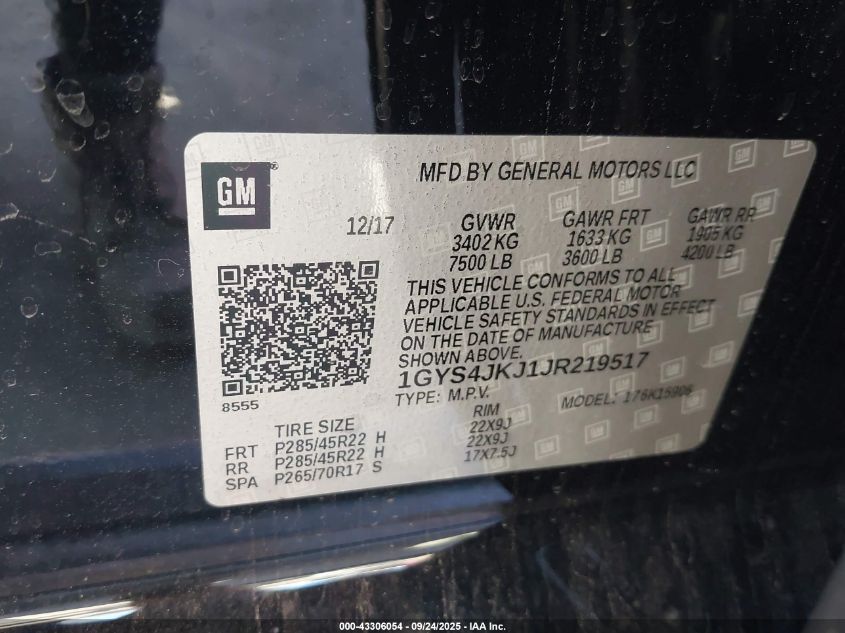 GM
MFD BY GENERAL MOTORS LLC
12/17
GVWR GAWR FRT GAWR RR
3402 KG 1633 KG 1905 KG
7500 LB 3600 LB 4200 LB
THIS VEHICLE CONFORMS TO ALL
APPLICABLE U.S. FEDERAL MOTOR
VEHICLE SAFETY STANDARDS IN EFFECT
ON THE DATE OF MANUFACTURE
SHOWN ABOVE.
1GYS4JKJ1JR219517
TYPE: M.P.V. MODEL: 176K15906
8555
TIRE SIZE RIM
FRT P285/45R22 H 22X9J
RR P285/45R22 H 22X9J
SPA P265/70R17 S 17X7.5J
000-43306054 - 09/24/2025 - IAA Inc.